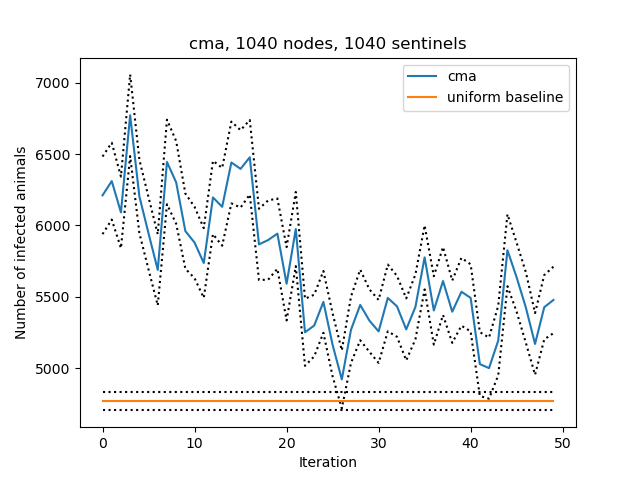 cma, 1040 nodes, 1040 sentinels
cma
uniform baseline
Number of infected animals
7000
6500
6000
5500
5000
0 10 20 30 40 50
Iteration